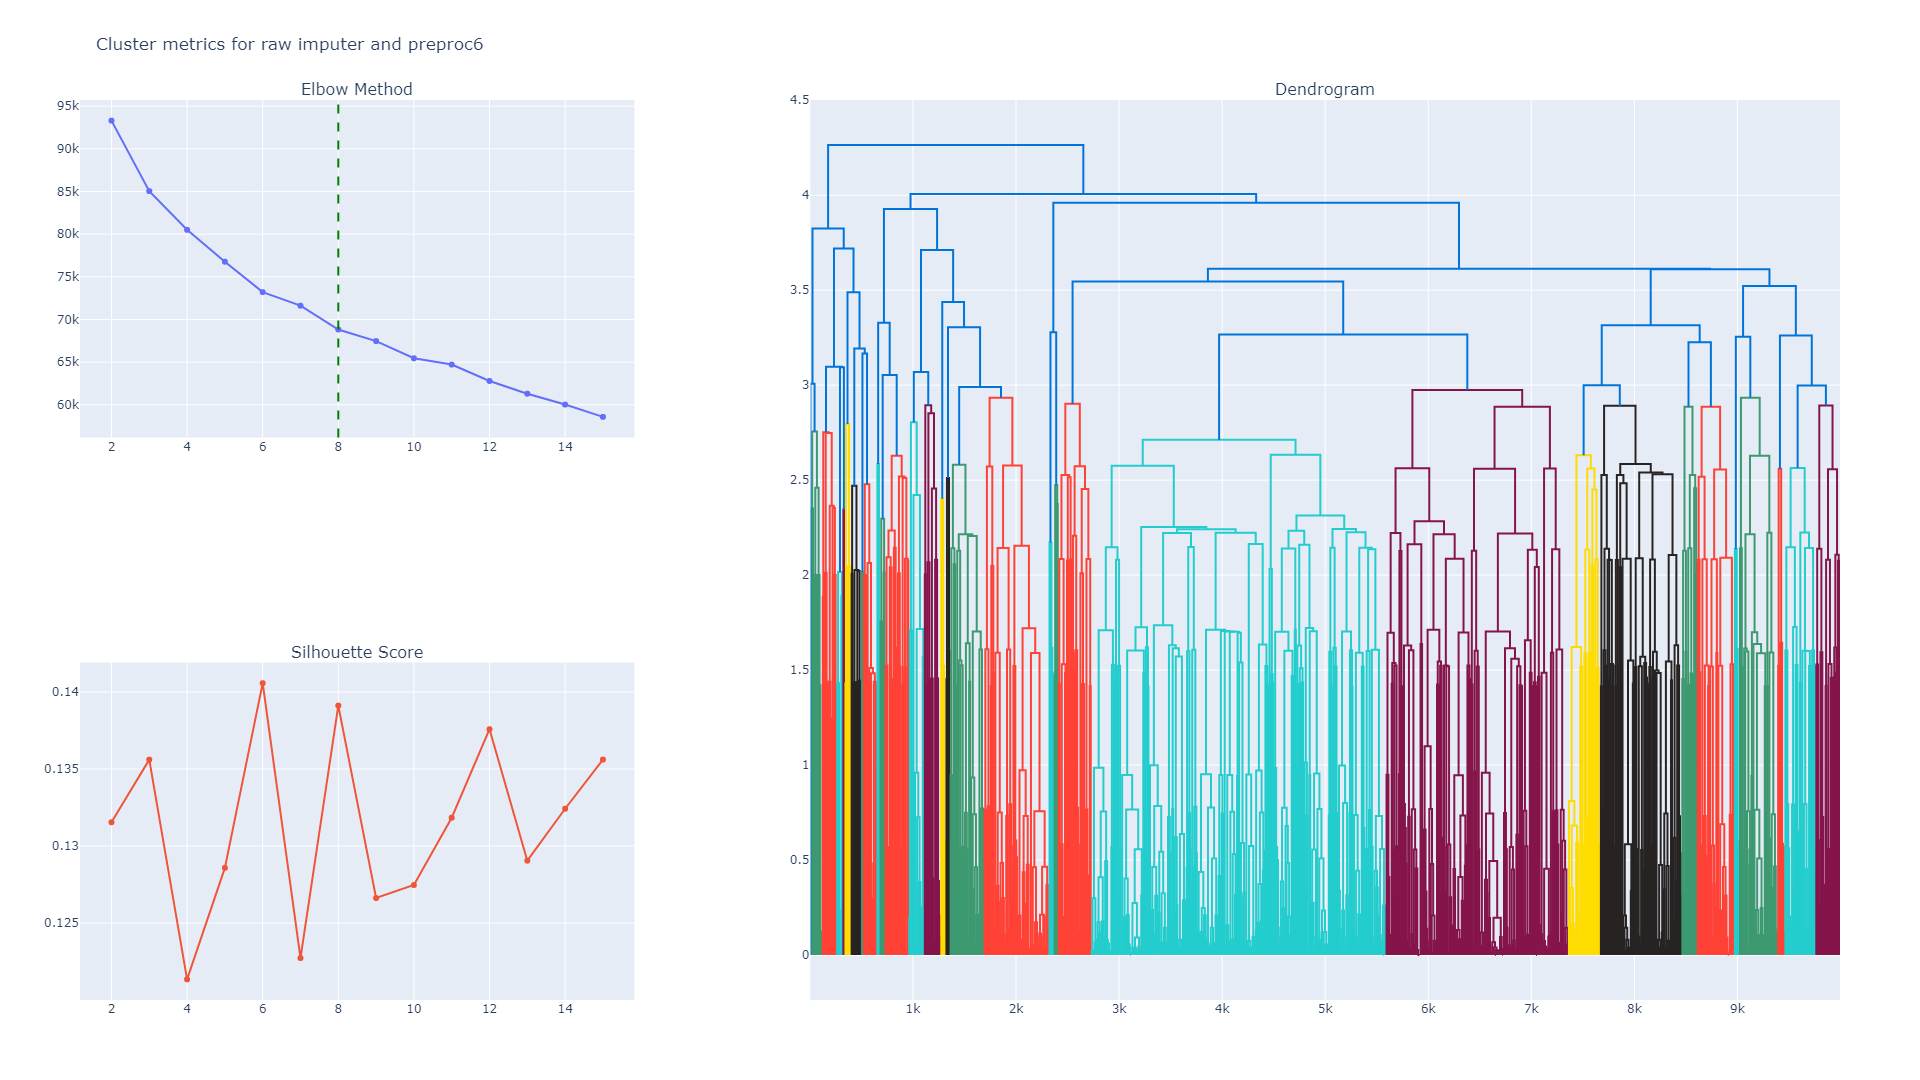 Cluster metrics for raw imputer and preproc6
Elbow Method
95k
90k
85k
80k
75k
70k
65k
60k
2 4 6 8 10 12 14
Silhouette Score
0.14
0.135
0.13
0.125
2 4 6 8 10 12 14
Dendrogram
4.5
4
3.5
3
2.5
2
1.5
1
0.5
0
1k 2k 3k 4k 5k 6k 7k 8k 9k